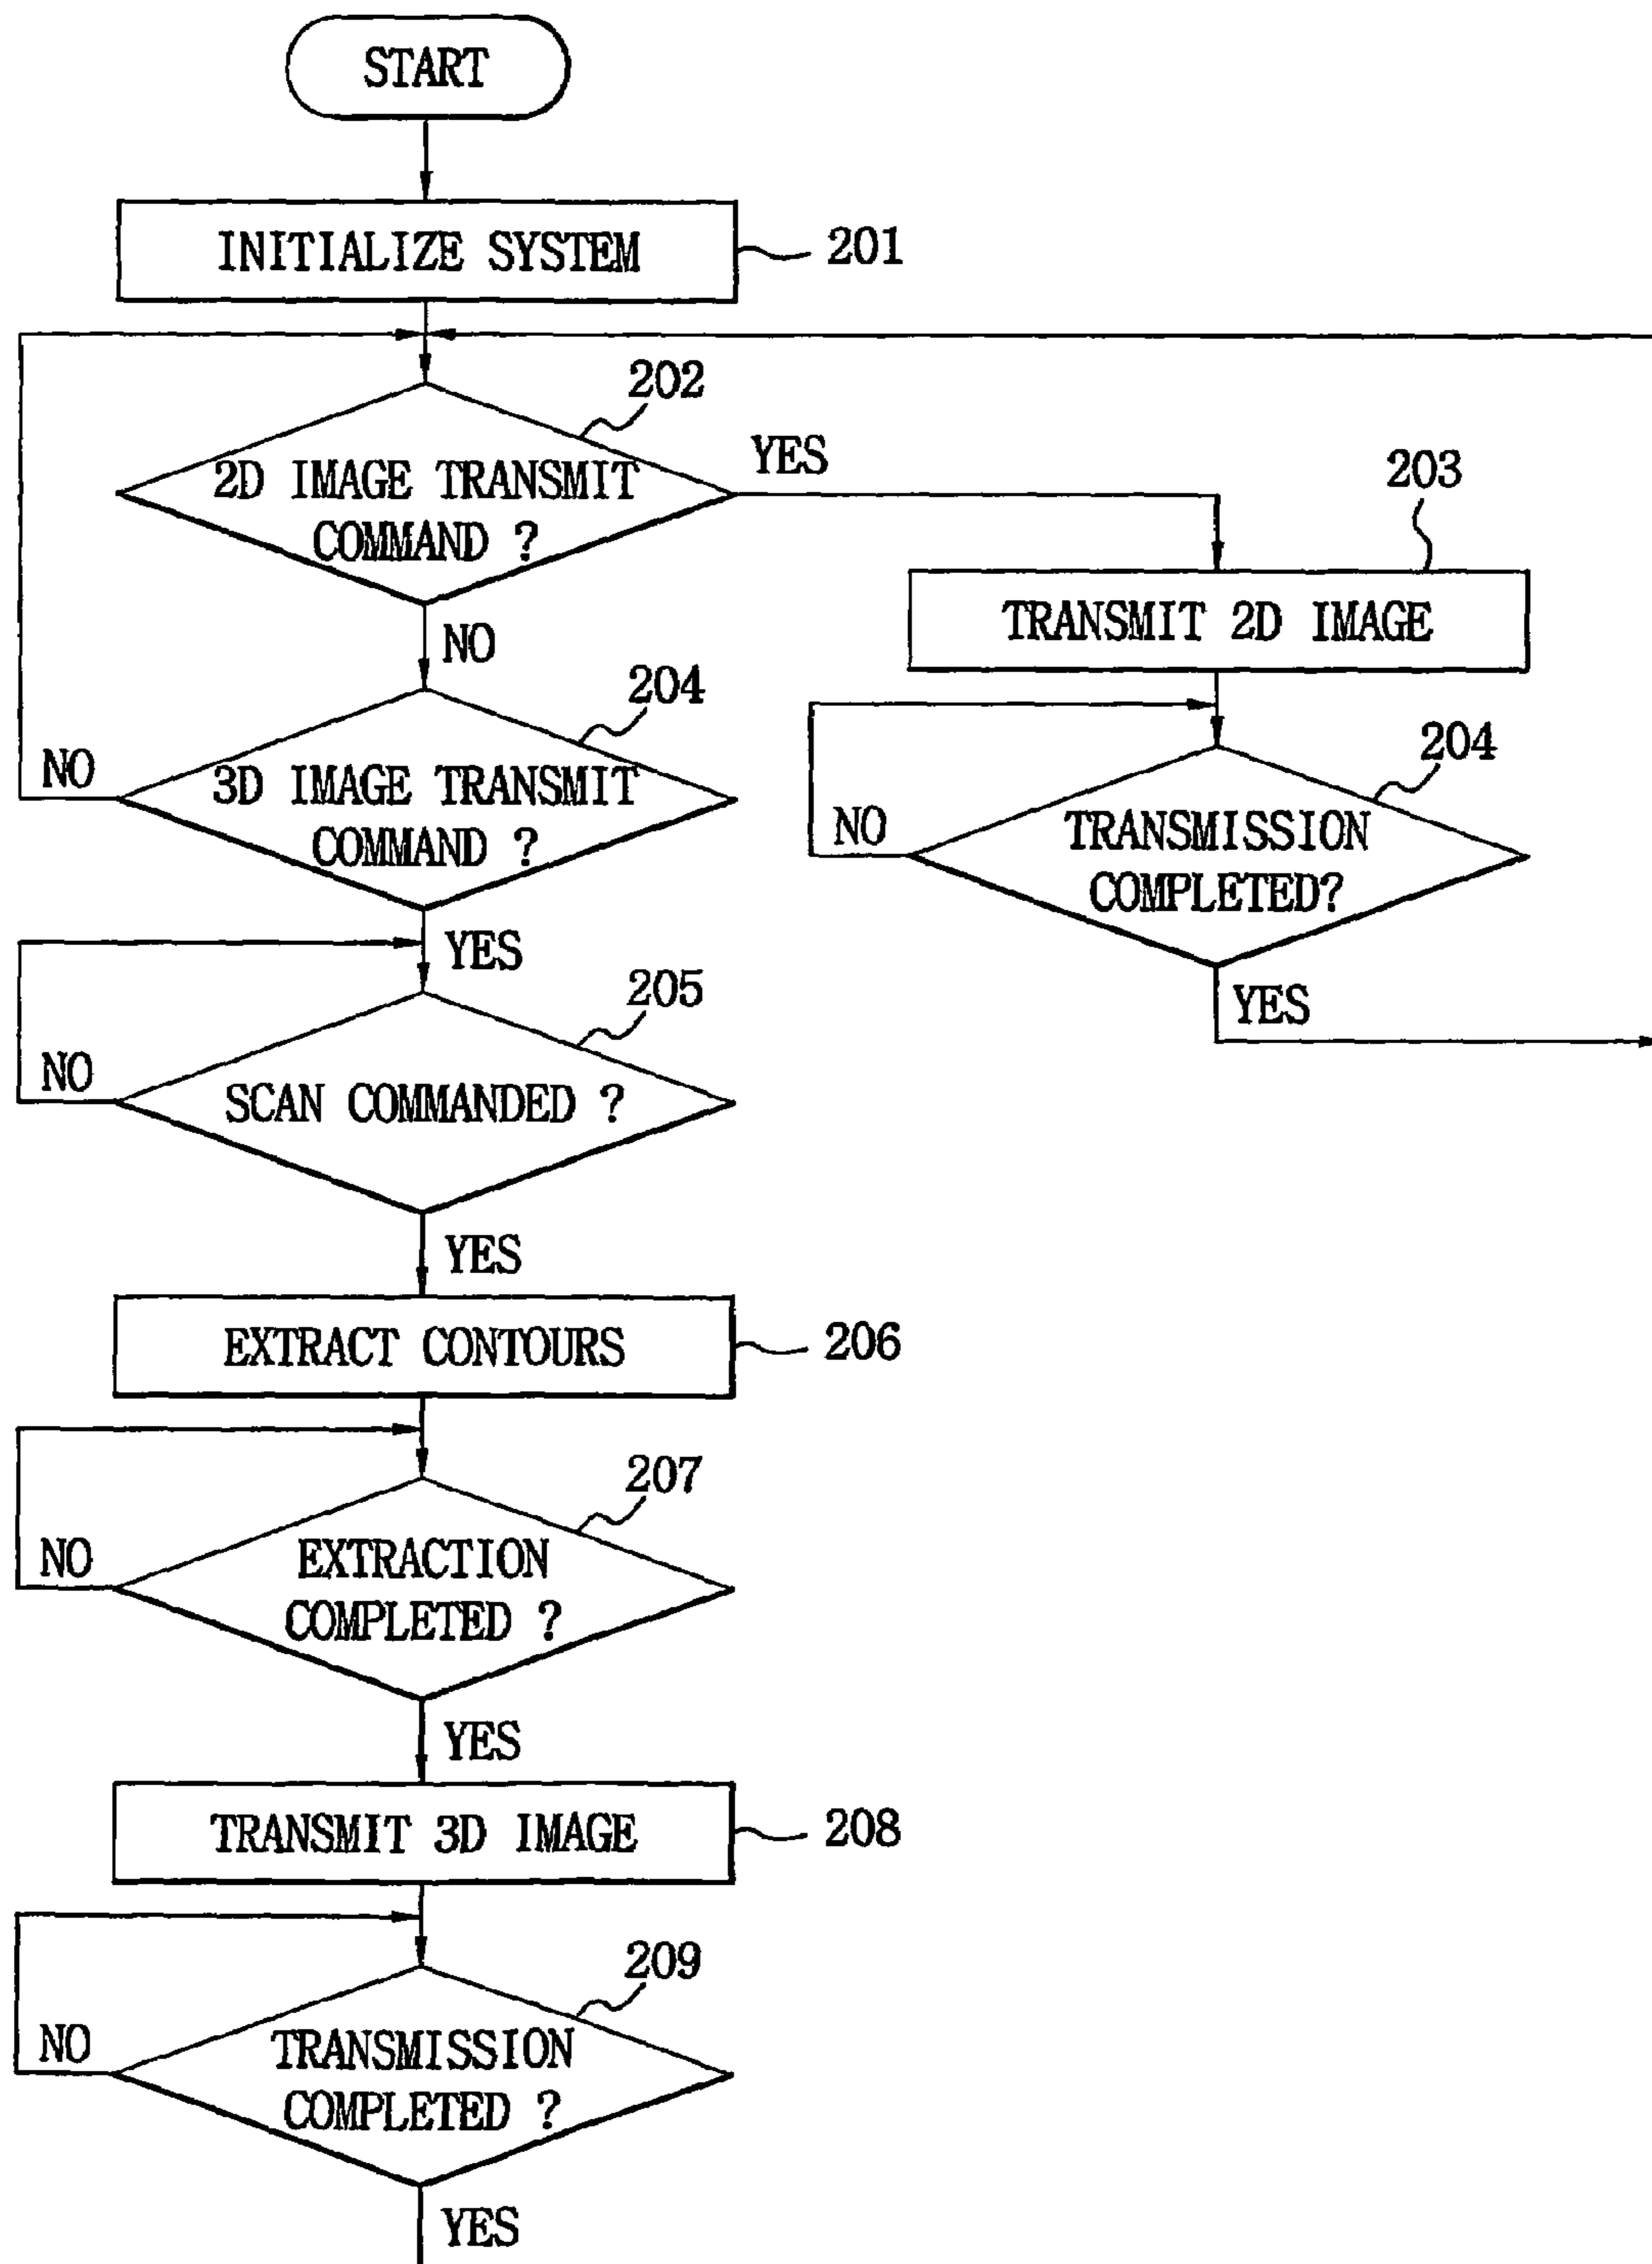 START
INITIALIZE SYSTEM
201
202
2D IMAGE TRANSMIT
COMMAND ?
YES
NO
203
TRANSMIT 2D IMAGE
204
3D IMAGE TRANSMIT
COMMAND ?
NO
YES
204
TRANSMISSION
COMPLETED?
NO
YES
205
SCAN COMMANDED ?
NO
YES
EXTRACT CONTOURS
206
207
EXTRACTION
COMPLETED ?
NO
YES
TRANSMIT 3D IMAGE
208
209
TRANSMISSION
COMPLETED ?
NO
YES